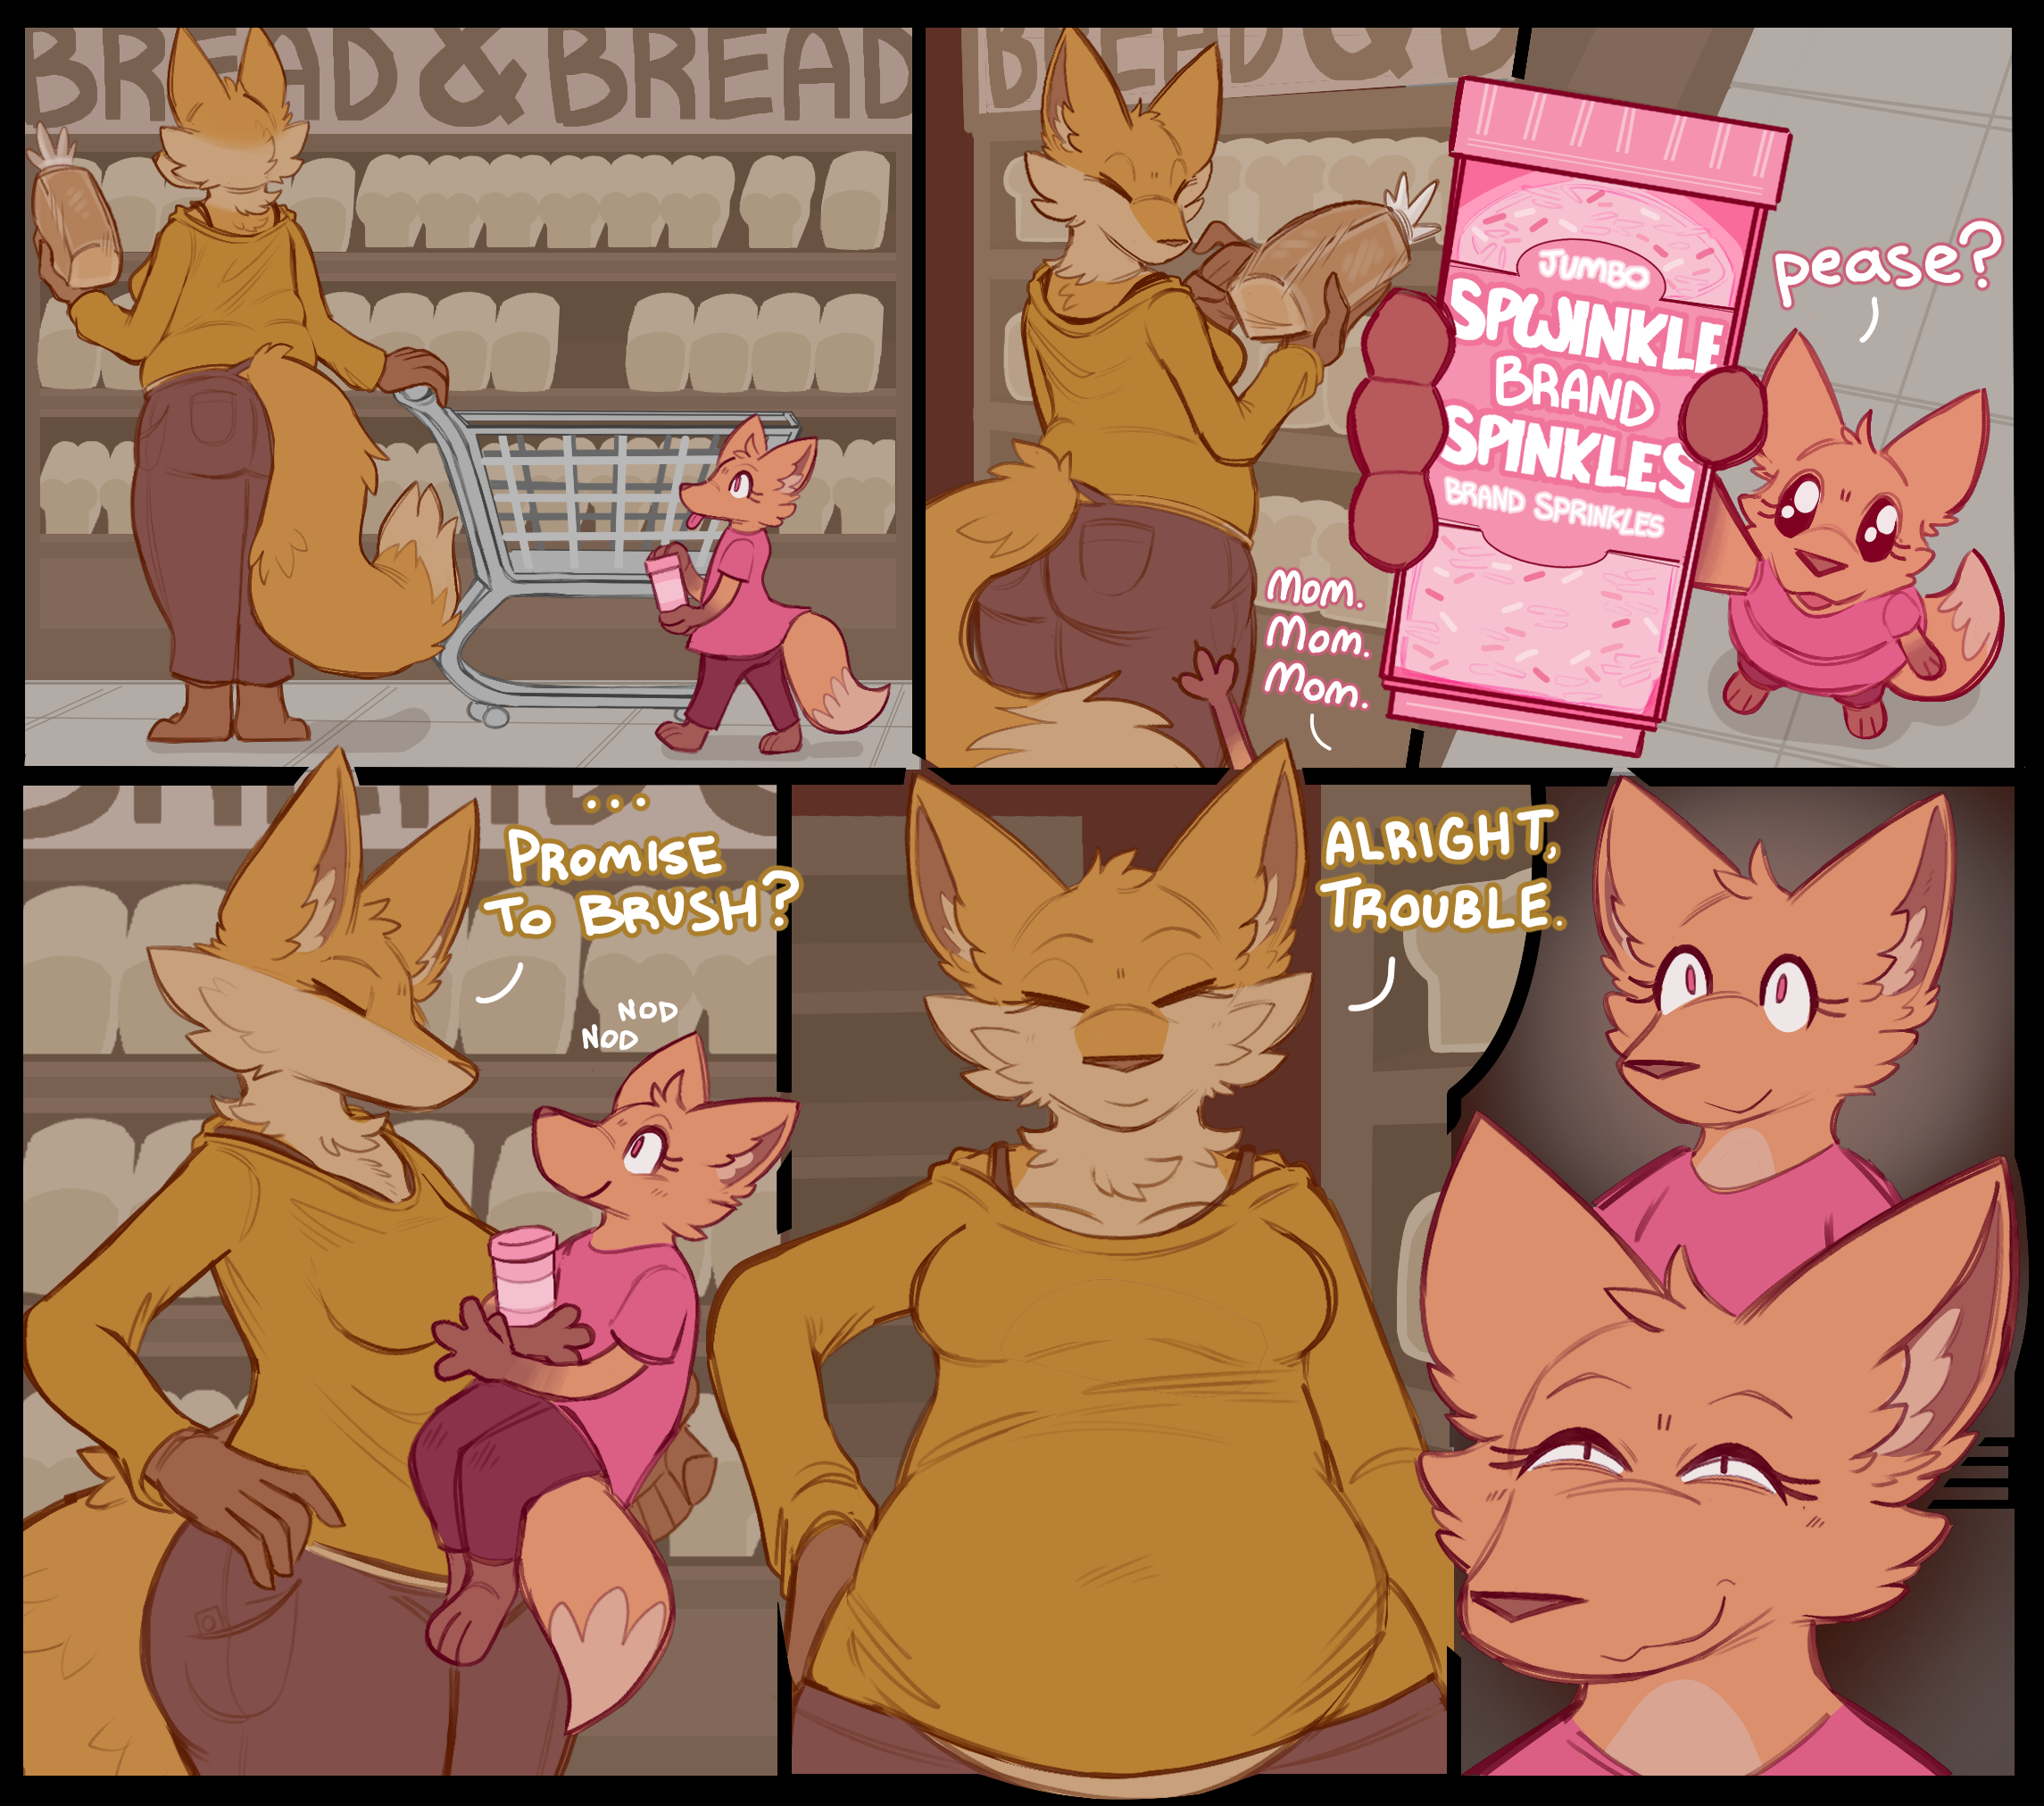 BREAD & BREAD
BREAD & B
Mom.
Mom.
Mom.
JUMBO
SPWINKLE
BRAND
SPINKLES
BRAND SPRINKLES
pease?
...
PROMISE
TO BRUSH?
NOD
NOD
ALRIGHT,
TROUBLE.